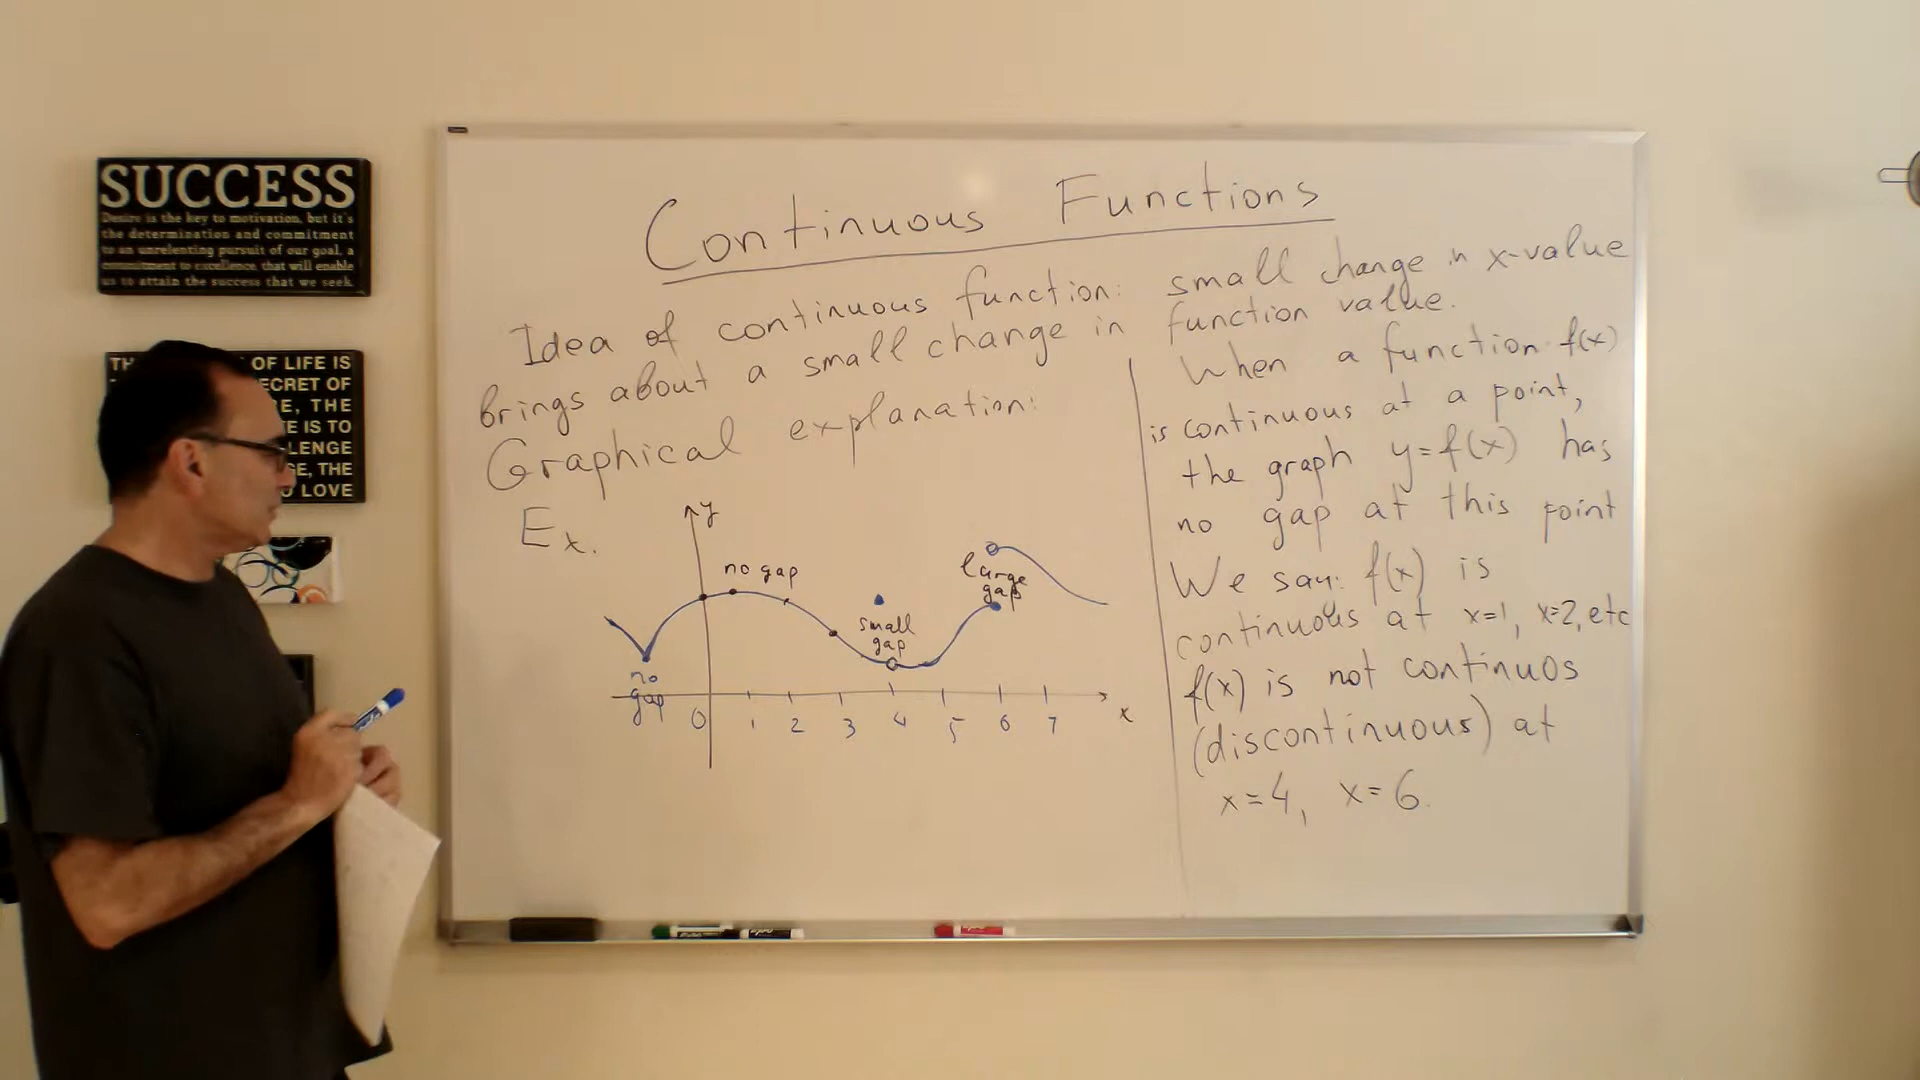 SUCCESS
Desire is the key to motivation, but it's
the determination and commitment
to an unrelenting pursuit of our goal, a
commitment to excellence, that will enable
us to attain the success that we seek.
OF LIFE IS
ECRET OF
E, THE
E IS TO
LENGE
GE, THE
LOVE
Continuous Functions
Idea of continuous function: small change in x-value
brings about a small change in function value.
Graphical explanation:
Ex.
y
no gap
large
gap
small
gap
no
gap
0 1 2 3 4 5 6 7 x
When a function f(x)
is continuous at a point,
the graph y=f(x) has
no gap at this point
We say: f(x) is
continuous at x=1, x=2, etc
f(x) is not continuos
(discontinuous) at
x=4, x=6.